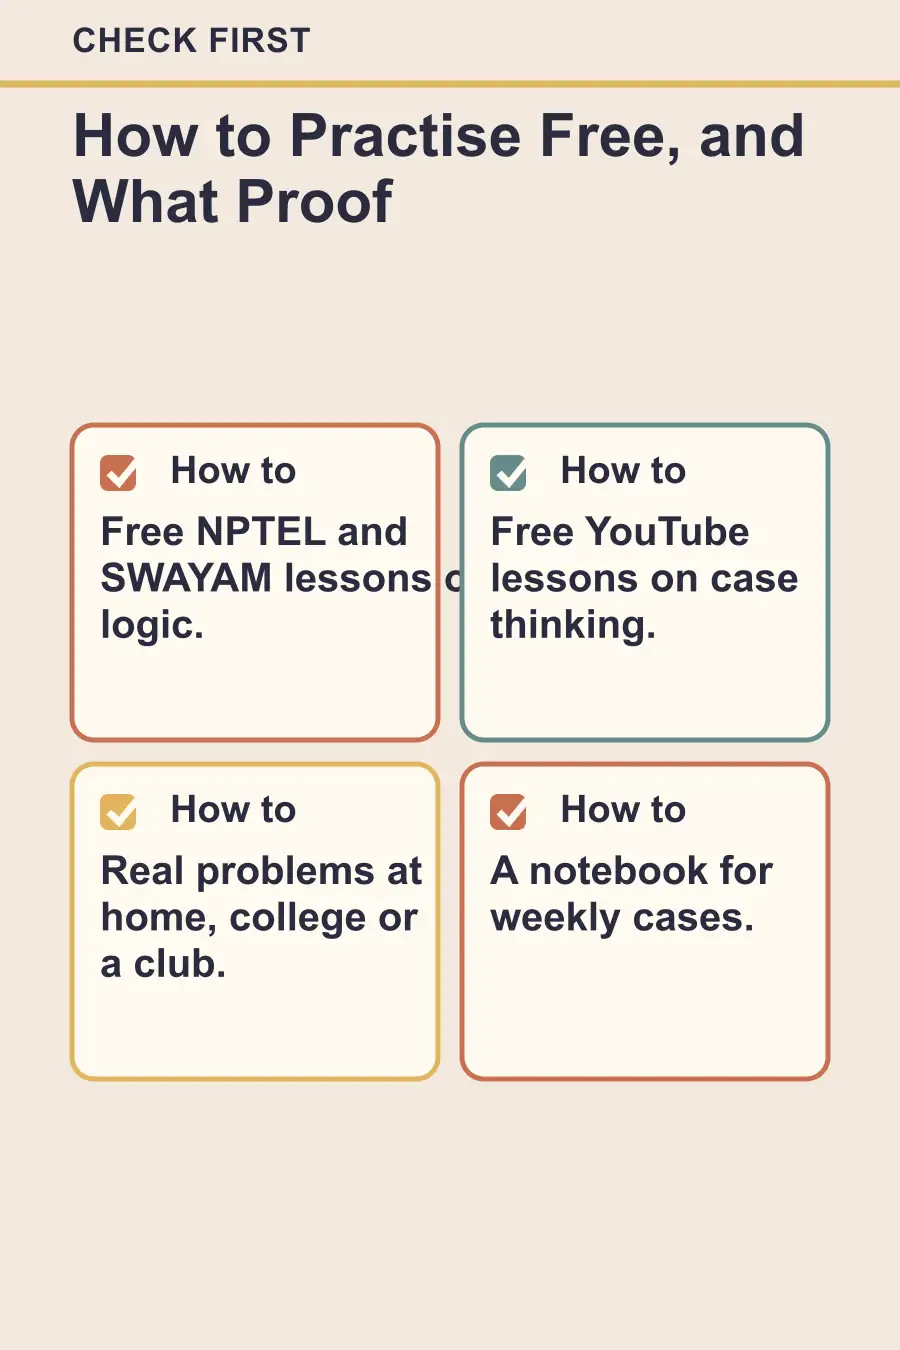 CHECK FIRST
How to Practise Free, and
What Proof
How to
Free NPTEL and
SWAYAM lessons
logic.
How to
Free YouTube
lessons on case
thinking.
How to
Real problems at
home, college or
a club.
How to
A notebook for
weekly cases.